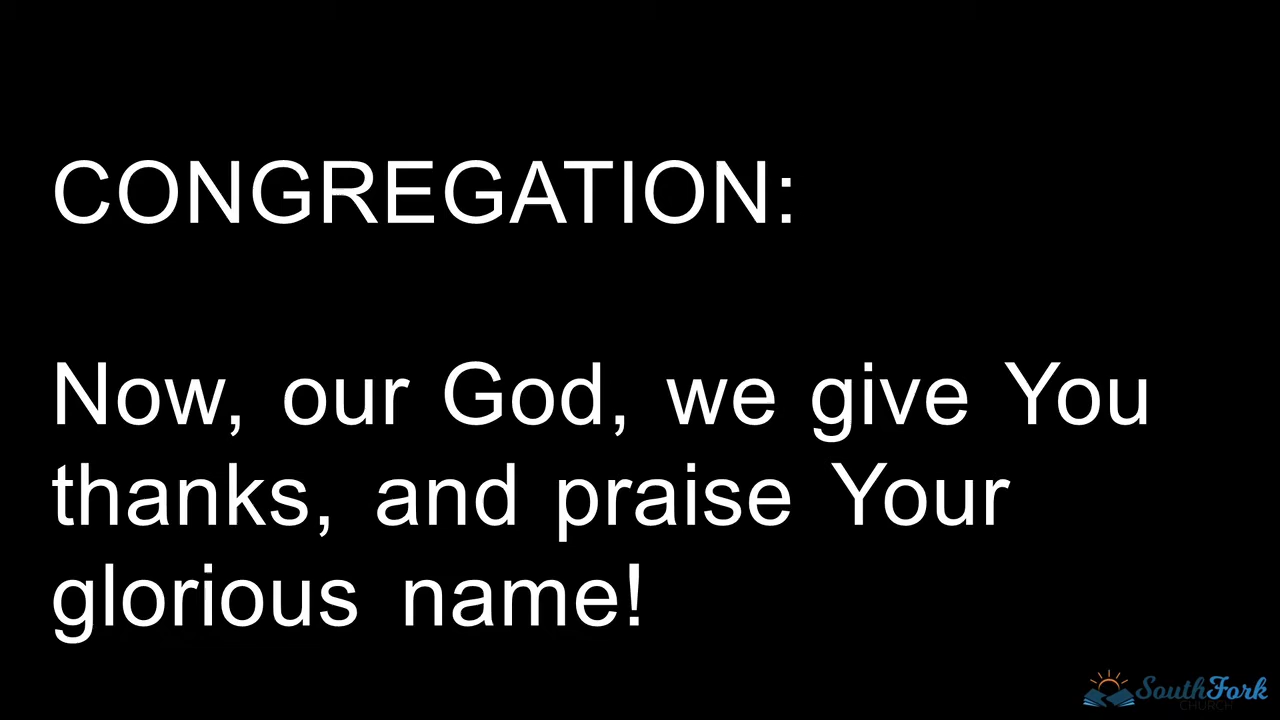 CONGREGATION:
Now, our God, we give You
thanks, and praise Your
glorious name!
SouthFork
CHURCH